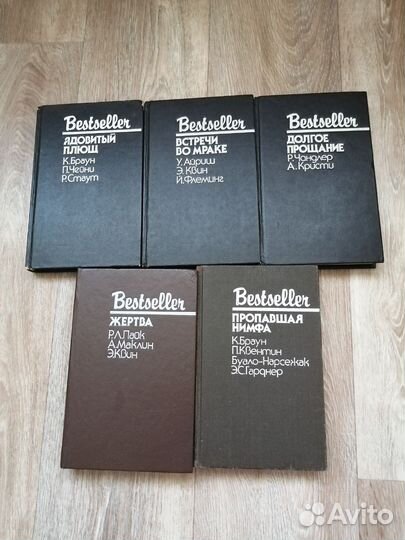 Bestseller
ЯДОВИТЫЙ
ПЛЮЩ
К.Браун
П.Чейни
Р.Стаут
Bestseller
ВСТРЕЧИ
ВО МРАКЕ
У.Айриш
Э.Квин
И.Флеминг
Bestseller
ДОЛГОЕ
ПРОЩАНИЕ
Р.Чандлер
А.Кристи
Bestseller
ЖЕРТВА
Р.Л.Паок
А.Маклин
Э.Квин
Bestseller
ПРОПАВШАЯ
НИМФА
К.Браун
П.Квентин
Буало-Нарсежак
Э.С.Гарднер
Avito